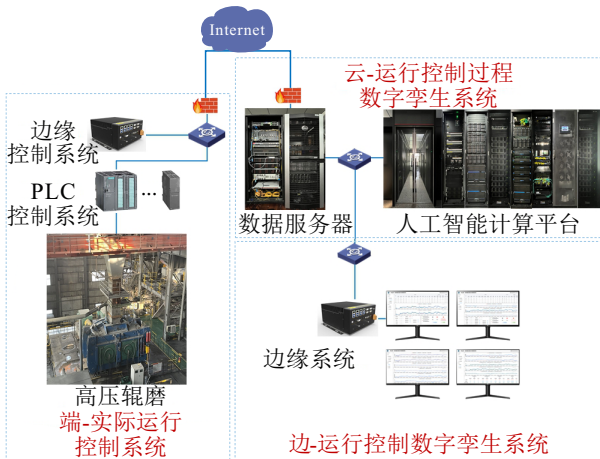 Internet
云-运行控制过程
数字孪生系统
边缘
控制系统
PLC
控制系统
...
数据服务器
人工智能计算平台
高压辊磨
端-实际运行
控制系统
边缘系统
边-运行控制数字孪生系统